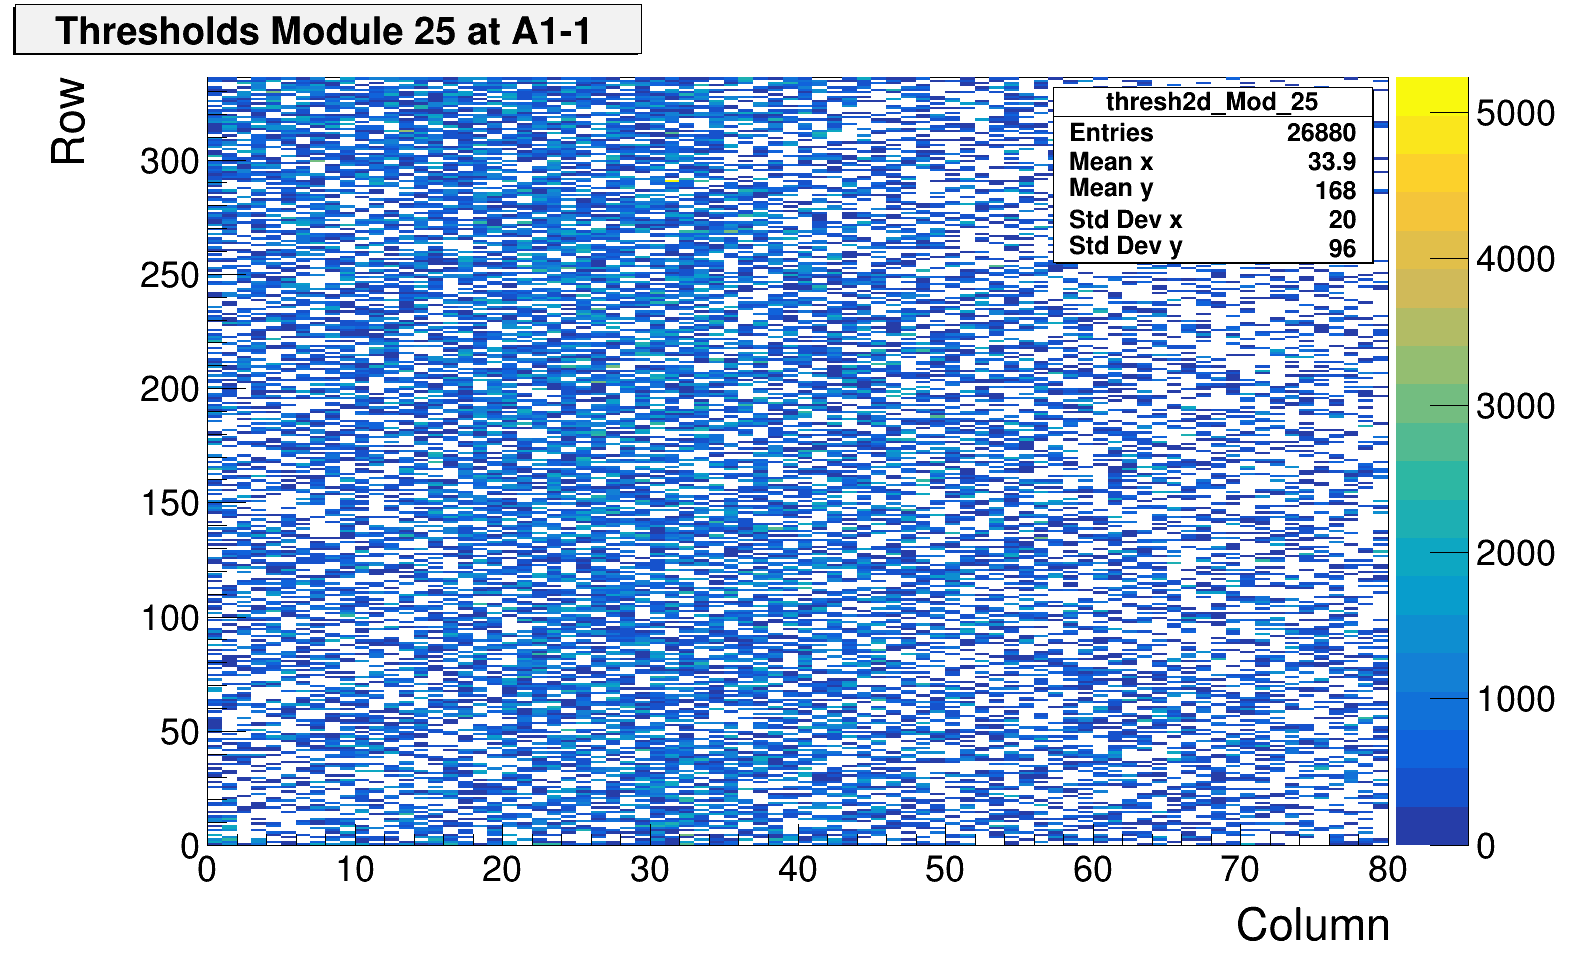 Thresholds Module 25 at A1-1
Row
thresh2d_Mod_25
Entries 26880
Mean x 33.9
Mean y 168
Std Dev x 20
Std Dev y 96
300
250
200
150
100
50
0
0 10 20 30 40 50 60 70 80
Column
5000
4000
3000
2000
1000
0